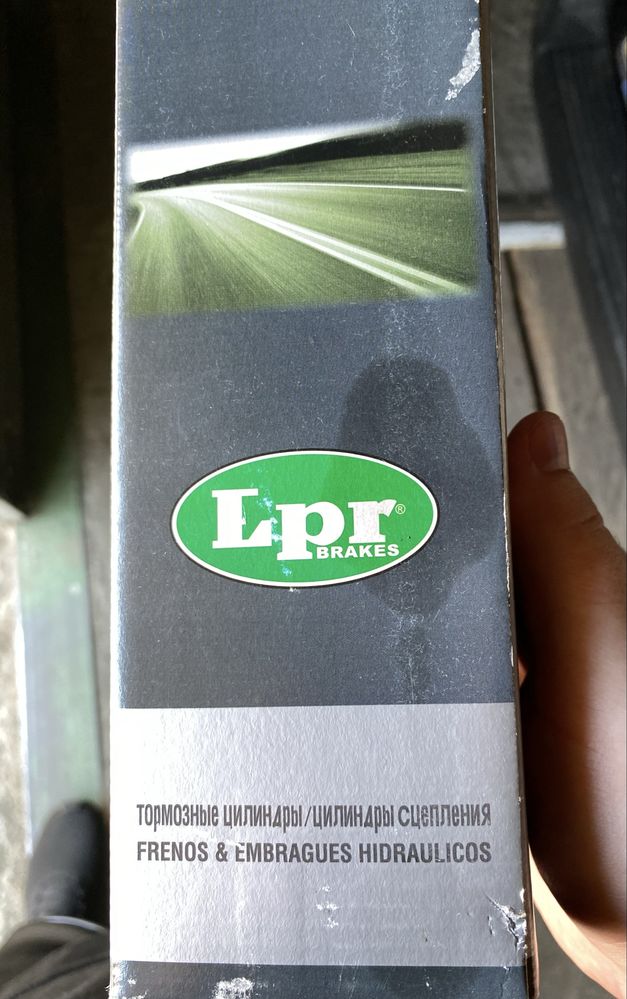 Lpr®
BRAKES
ТОРМОЗНЫЕ ЦИЛИНДРЫ/ЦИЛИНДРЫ СЦЕПЛЕНИЯ
FRENOS & EMBRAGUES HIDRAULICOS